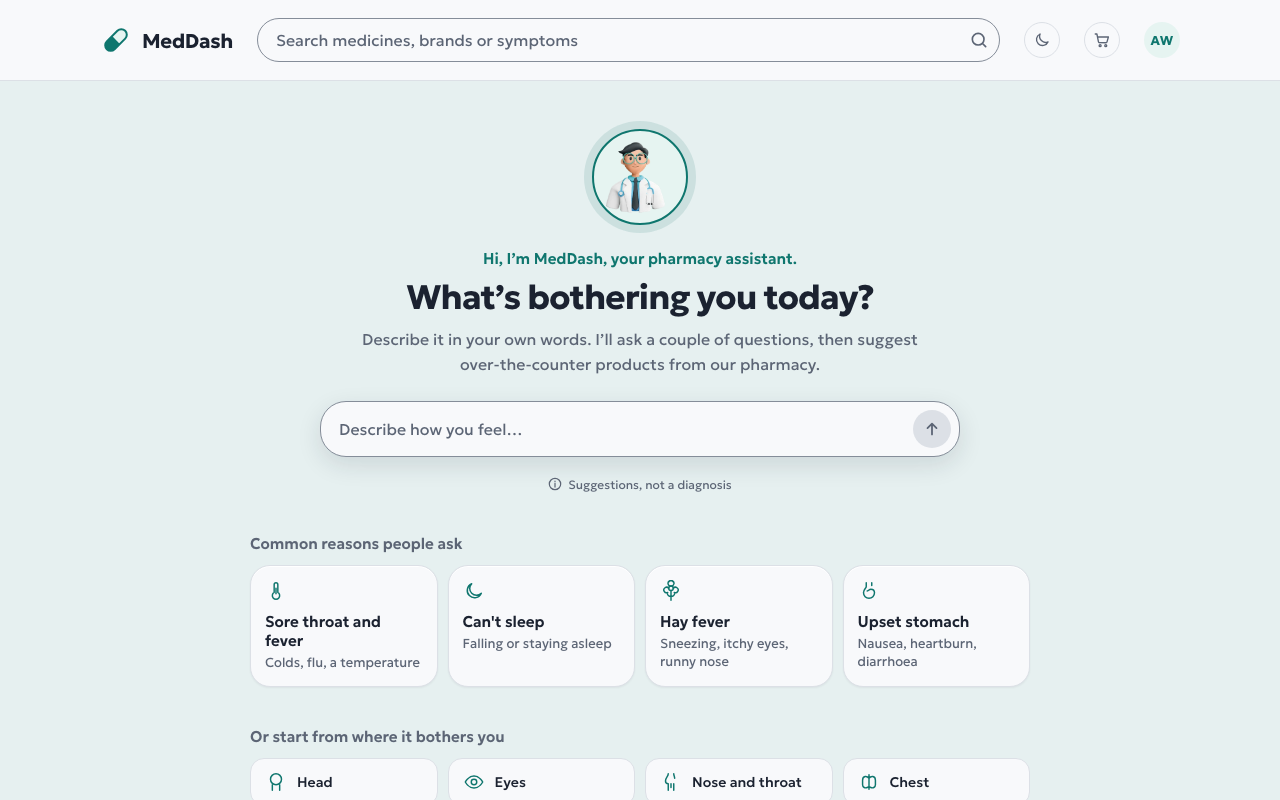 MedDash
Search medicines, brands or symptoms
AW
Hi, I’m MedDash, your pharmacy assistant.
What’s bothering you today?
Describe it in your own words. I’ll ask a couple of questions, then suggest
over-the-counter products from our pharmacy.
Describe how you feel…
Suggestions, not a diagnosis
Common reasons people ask
Sore throat and
fever
Colds, flu, a temperature
Can't sleep
Falling or staying asleep
Hay fever
Sneezing, itchy eyes,
runny nose
Upset stomach
Nausea, heartburn,
diarrhoea
Or start from where it bothers you
Head
Eyes
Nose and throat
Chest